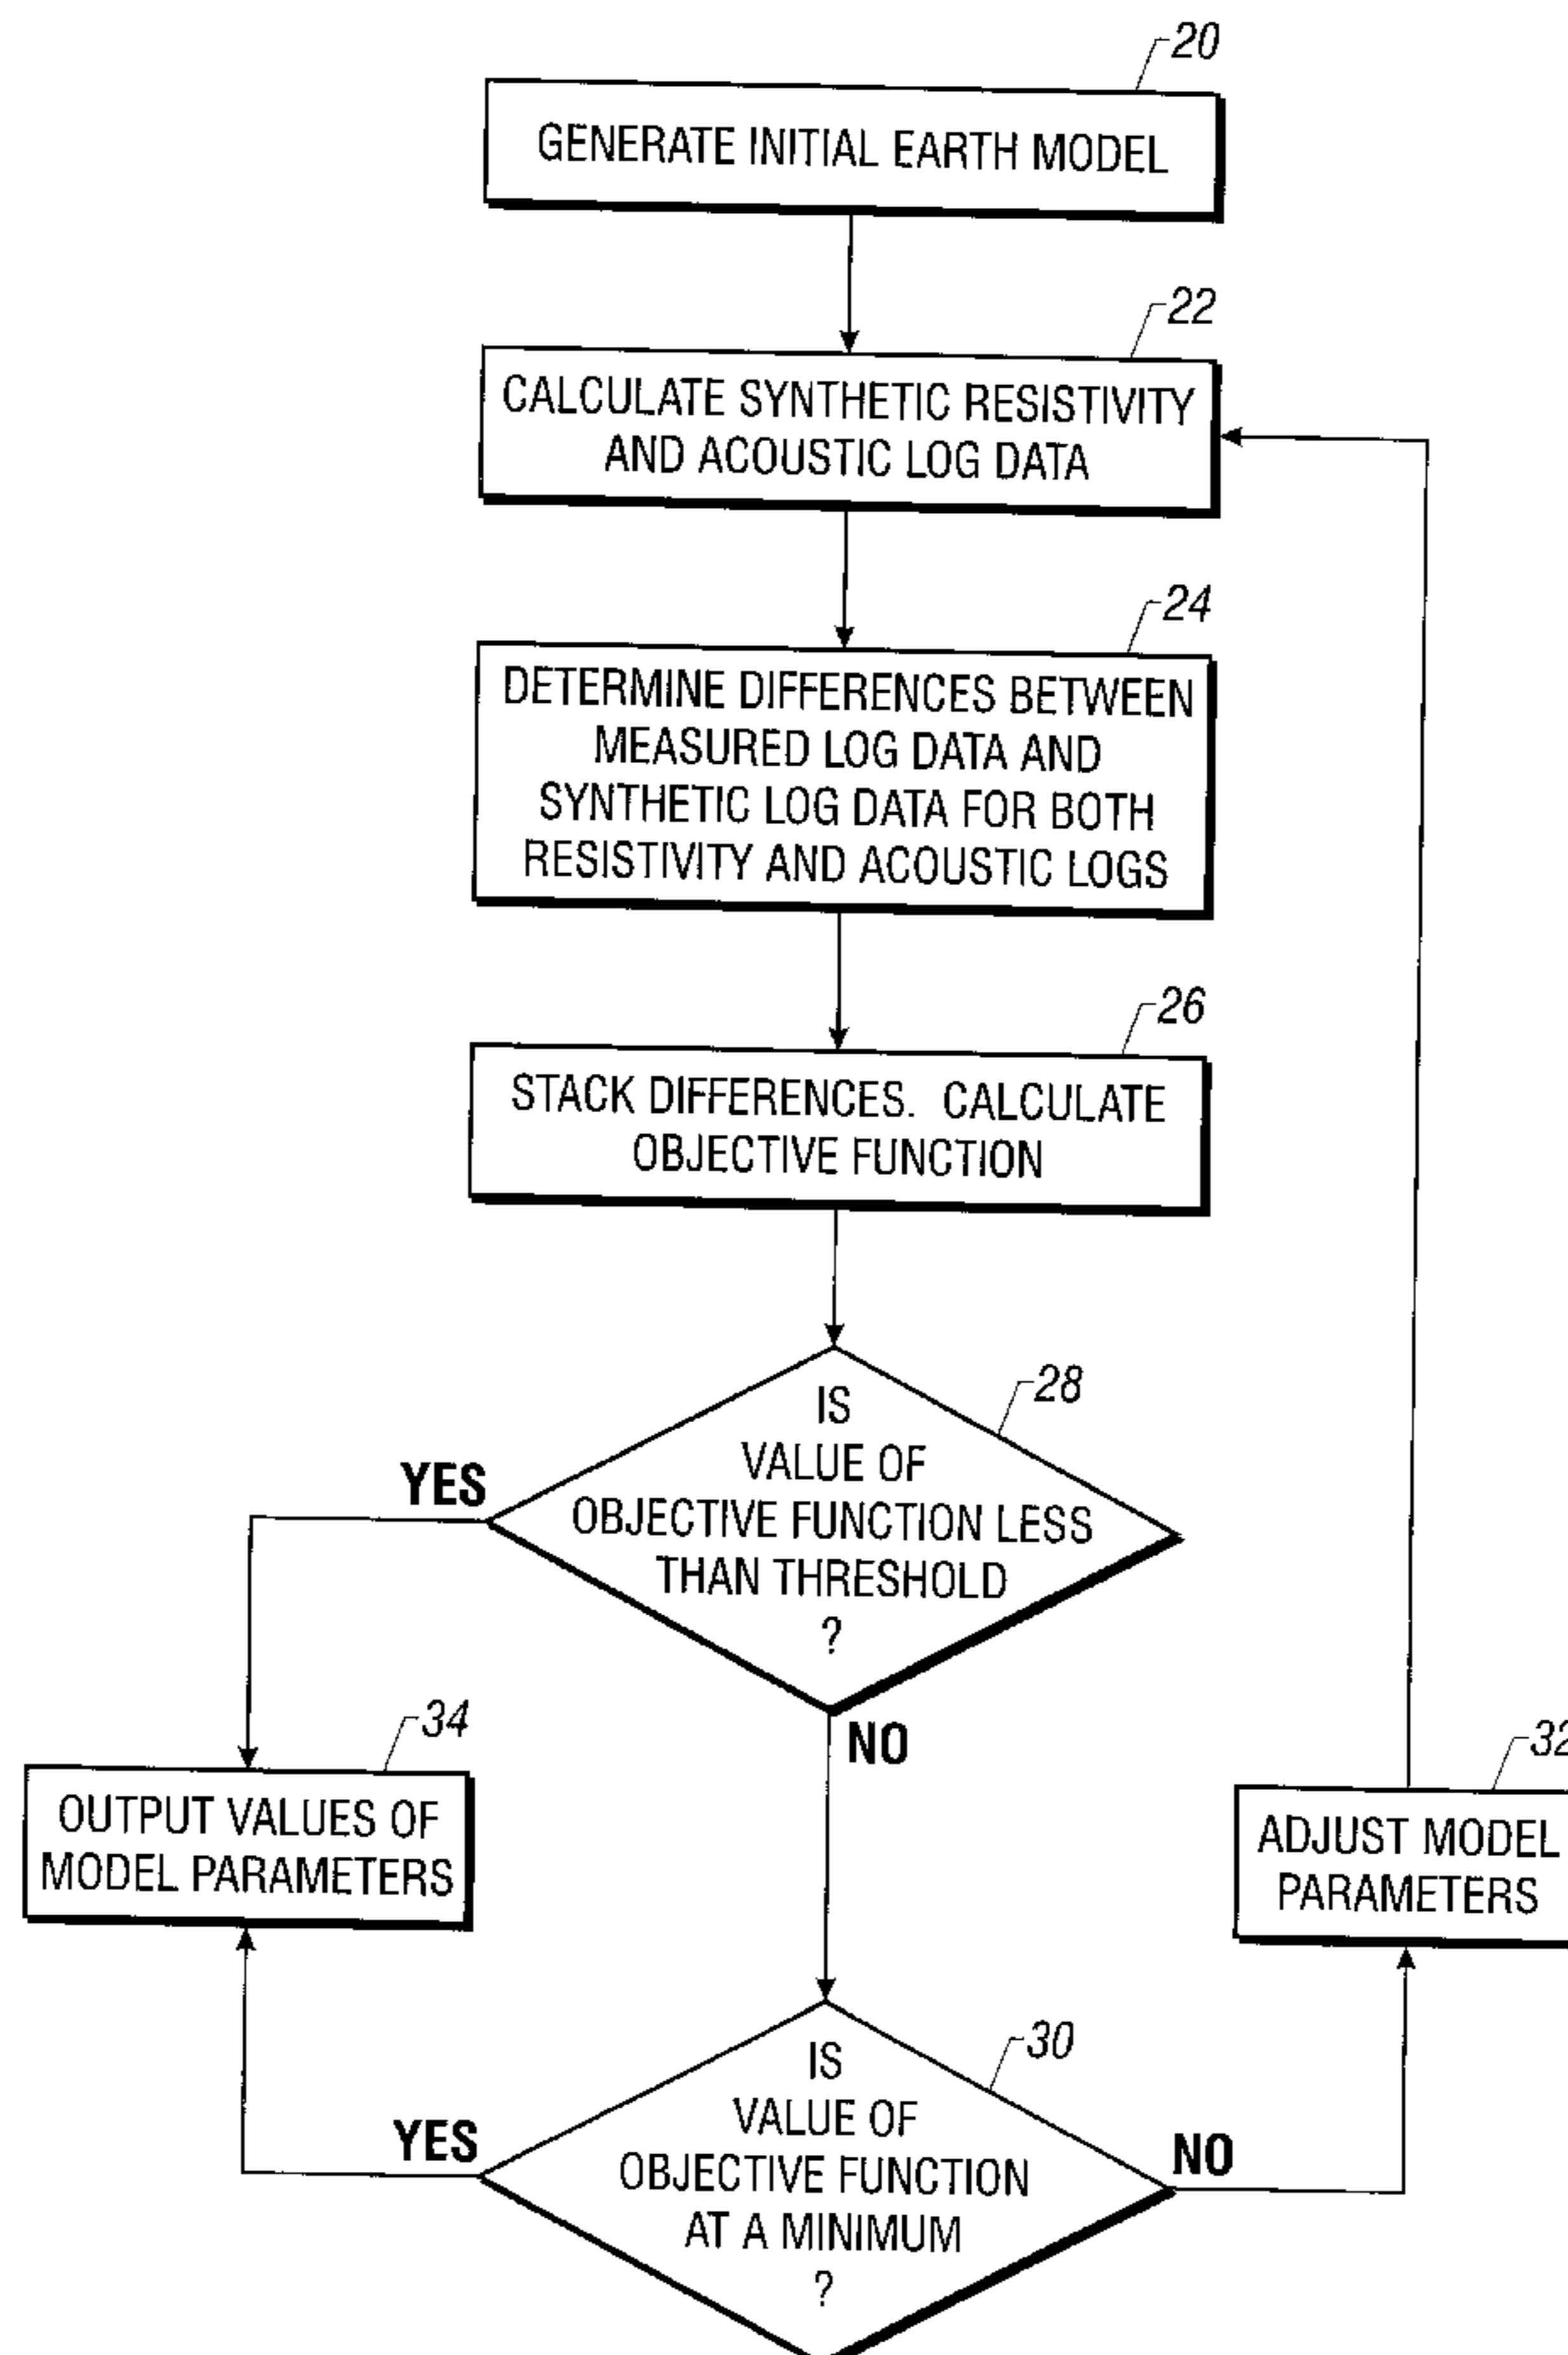 20
GENERATE INITIAL EARTH MODEL
22
CALCULATE SYNTHETIC RESISTIVITY
AND ACOUSTIC LOG DATA
24
DETERMINE DIFFERENCES BETWEEN
MEASURED LOG DATA AND
SYNTHETIC LOG DATA FOR BOTH
RESISTIVITY AND ACOUSTIC LOGS
26
STACK DIFFERENCES. CALCULATE
OBJECTIVE FUNCTION
28
IS
VALUE OF
OBJECTIVE FUNCTION LESS
THAN THRESHOLD
?
YES
NO
34
OUTPUT VALUES OF
MODEL PARAMETERS
32
ADJUST MODEL
PARAMETERS
30
IS
VALUE OF
OBJECTIVE FUNCTION
AT A MINIMUM
?
YES
NO